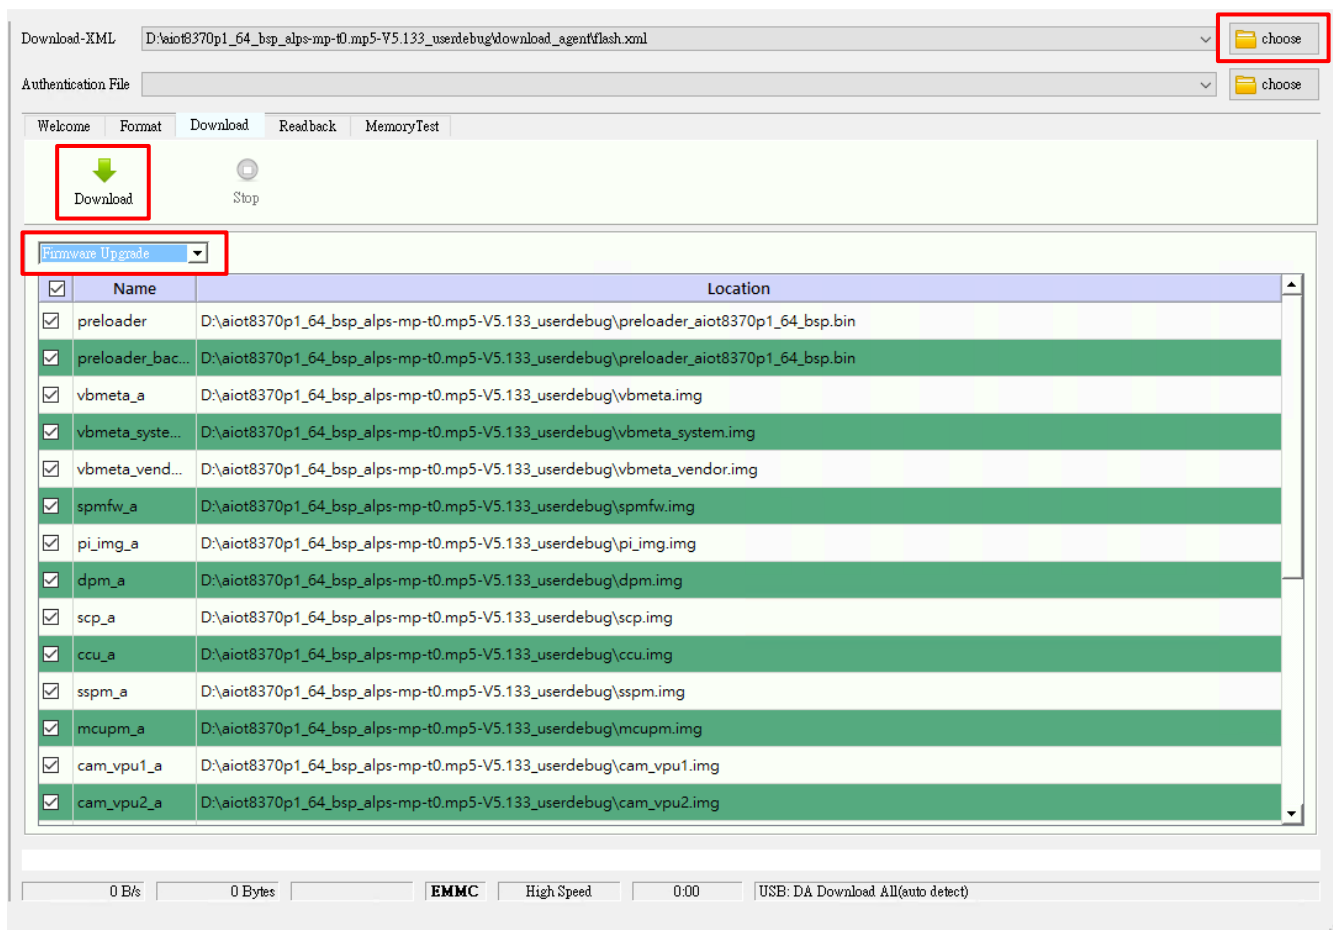 Download-XML D:\aiot8370p1_64_bsp_alps-mp-t0.mp5-V5.133_userdebug\download_agent\flash.xml choose
Authentication File choose
Welcome Format Download Readback MemoryTest
Download Stop
Firmware Upgrade
Name Location
preloader D:\aiot8370p1_64_bsp_alps-mp-t0.mp5-V5.133_userdebug\preloader_aiot8370p1_64_bsp.bin
preloader_bac... D:\aiot8370p1_64_bsp_alps-mp-t0.mp5-V5.133_userdebug\preloader_aiot8370p1_64_bsp.bin
vbmeta_a D:\aiot8370p1_64_bsp_alps-mp-t0.mp5-V5.133_userdebug\vbmeta.img
vbmeta_syste... D:\aiot8370p1_64_bsp_alps-mp-t0.mp5-V5.133_userdebug\vbmeta_system.img
vbmeta_vend... D:\aiot8370p1_64_bsp_alps-mp-t0.mp5-V5.133_userdebug\vbmeta_vendor.img
spmfw_a D:\aiot8370p1_64_bsp_alps-mp-t0.mp5-V5.133_userdebug\spmfw.img
pi_img_a D:\aiot8370p1_64_bsp_alps-mp-t0.mp5-V5.133_userdebug\pi_img.img
dpm_a D:\aiot8370p1_64_bsp_alps-mp-t0.mp5-V5.133_userdebug\dpm.img
scp_a D:\aiot8370p1_64_bsp_alps-mp-t0.mp5-V5.133_userdebug\scp.img
ccu_a D:\aiot8370p1_64_bsp_alps-mp-t0.mp5-V5.133_userdebug\ccu.img
sspm_a D:\aiot8370p1_64_bsp_alps-mp-t0.mp5-V5.133_userdebug\sspm.img
mcupm_a D:\aiot8370p1_64_bsp_alps-mp-t0.mp5-V5.133_userdebug\mcupm.img
cam_vpu1_a D:\aiot8370p1_64_bsp_alps-mp-t0.mp5-V5.133_userdebug\cam_vpu1.img
cam_vpu2_a D:\aiot8370p1_64_bsp_alps-mp-t0.mp5-V5.133_userdebug\cam_vpu2.img
0 B/s 0 Bytes EMMC High Speed 0:00 USB: DA Download All(auto detect)